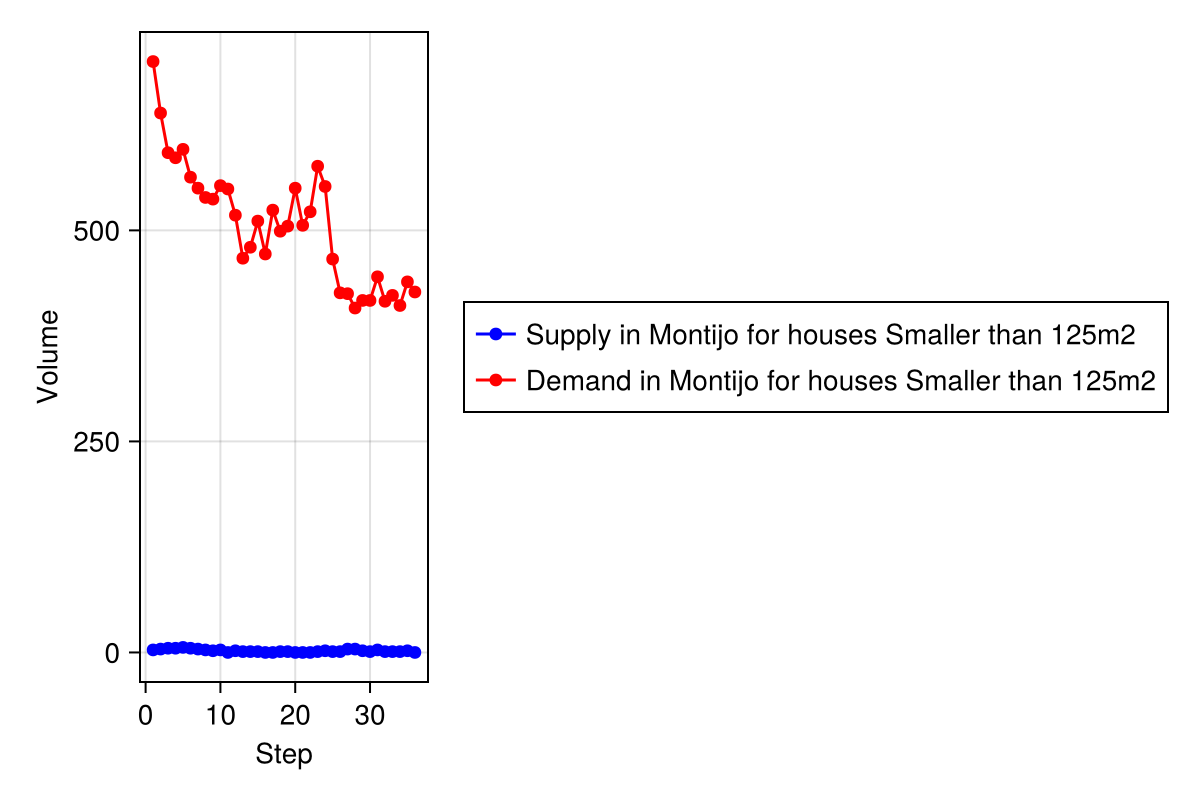 500
250
0
Volume
0 10 20 30
Step
Supply in Montijo for houses Smaller than 125m2
Demand in Montijo for houses Smaller than 125m2